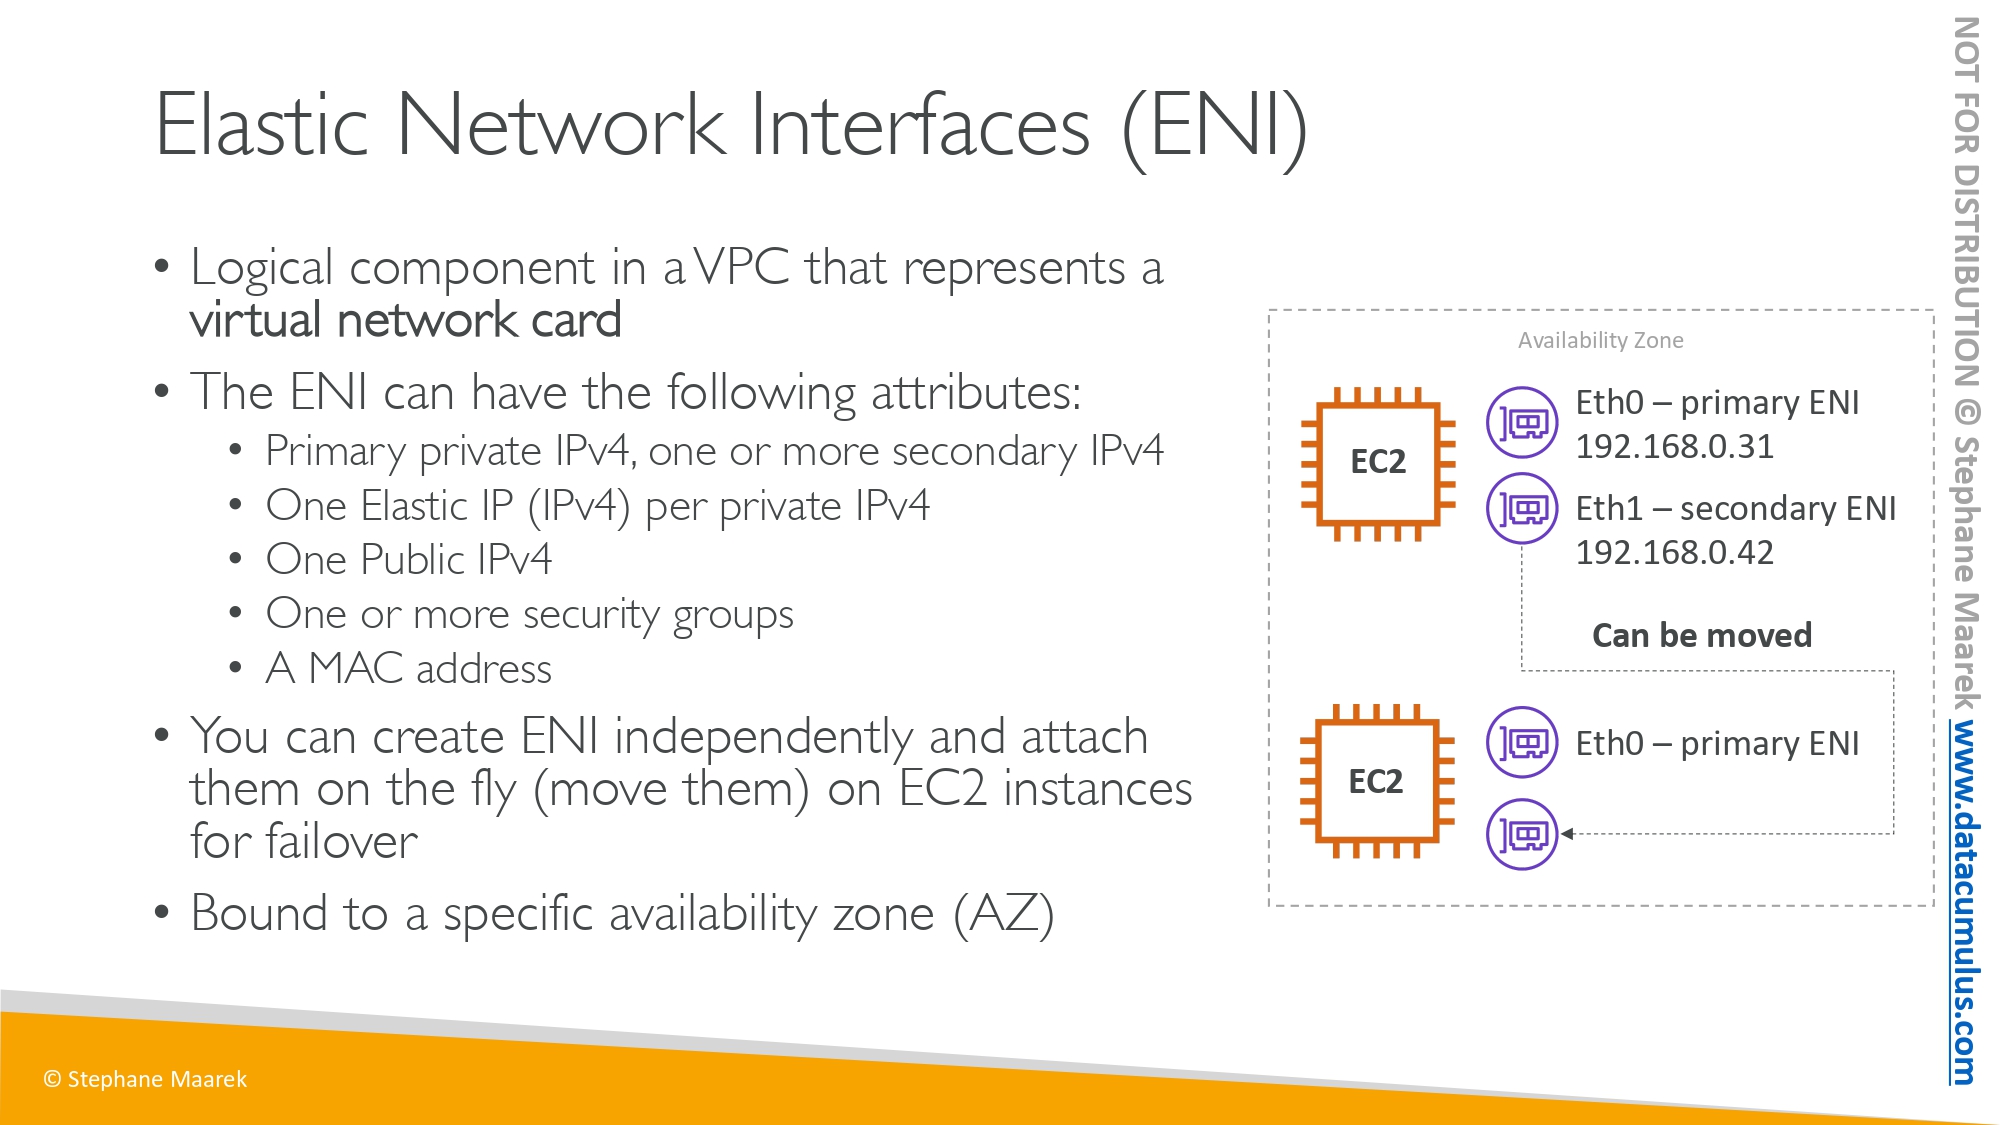 Elastic Network Interfaces (ENI)
• Logical component in a VPC that represents a
virtual network card
• The ENI can have the following attributes:
• Primary private IPv4, one or more secondary IPv4
• One Elastic IP (IPv4) per private IPv4
• One Public IPv4
• One or more security groups
• A MAC address
• You can create ENI independently and attach
them on the fly (move them) on EC2 instances
for failover
• Bound to a specific availability zone (AZ)
Availability Zone
EC2
Eth0 – primary ENI
192.168.0.31
Eth1 – secondary ENI
192.168.0.42
Can be moved
EC2
Eth0 – primary ENI
NOT FOR DISTRIBUTION © Stephane Maarek www.datacumulus.com
© Stephane Maarek